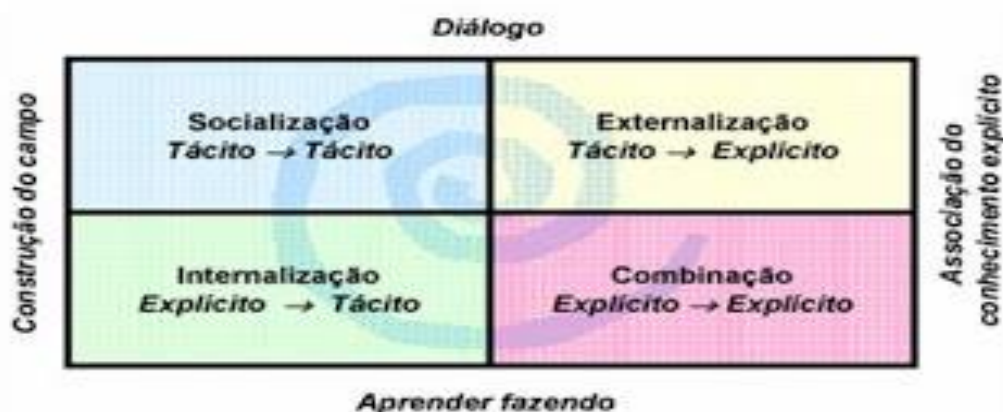 Diálogo
Construção do campo
Socialização
Tácito → Tácito
Externalização
Tácito → Explícito
Associação do
conhecimento explícito
Internalização
Explícito → Tácito
Combinação
Explícito → Explícito
Aprender fazendo